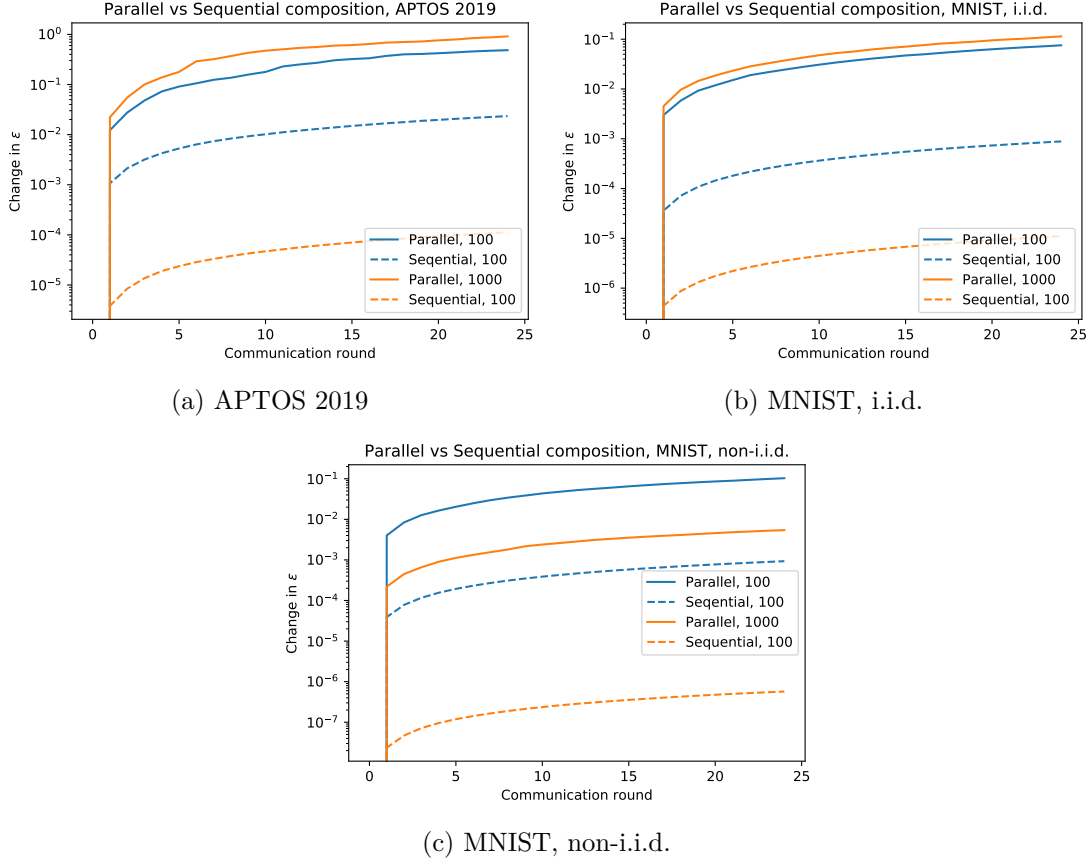 Parallel vs Sequential composition, APTOS 2019
Change in ε
10⁰
10⁻¹
10⁻²
10⁻³
10⁻⁴
10⁻⁵
Parallel, 100
Seqential, 100
Parallel, 1000
Sequential, 100
0 5 10 15 20 25
Communication round
(a) APTOS 2019
Parallel vs Sequential composition, MNIST, i.i.d.
Change in ε
10⁻¹
10⁻²
10⁻³
10⁻⁴
10⁻⁵
10⁻⁶
Parallel, 100
Seqential, 100
Parallel, 1000
Sequential, 100
0 5 10 15 20 25
Communication round
(b) MNIST, i.i.d.
Parallel vs Sequential composition, MNIST, non-i.i.d.
Change in ε
10⁻¹
10⁻²
10⁻³
10⁻⁴
10⁻⁵
10⁻⁶
10⁻⁷
Parallel, 100
Seqential, 100
Parallel, 1000
Sequential, 100
0 5 10 15 20 25
Communication round
(c) MNIST, non-i.i.d.